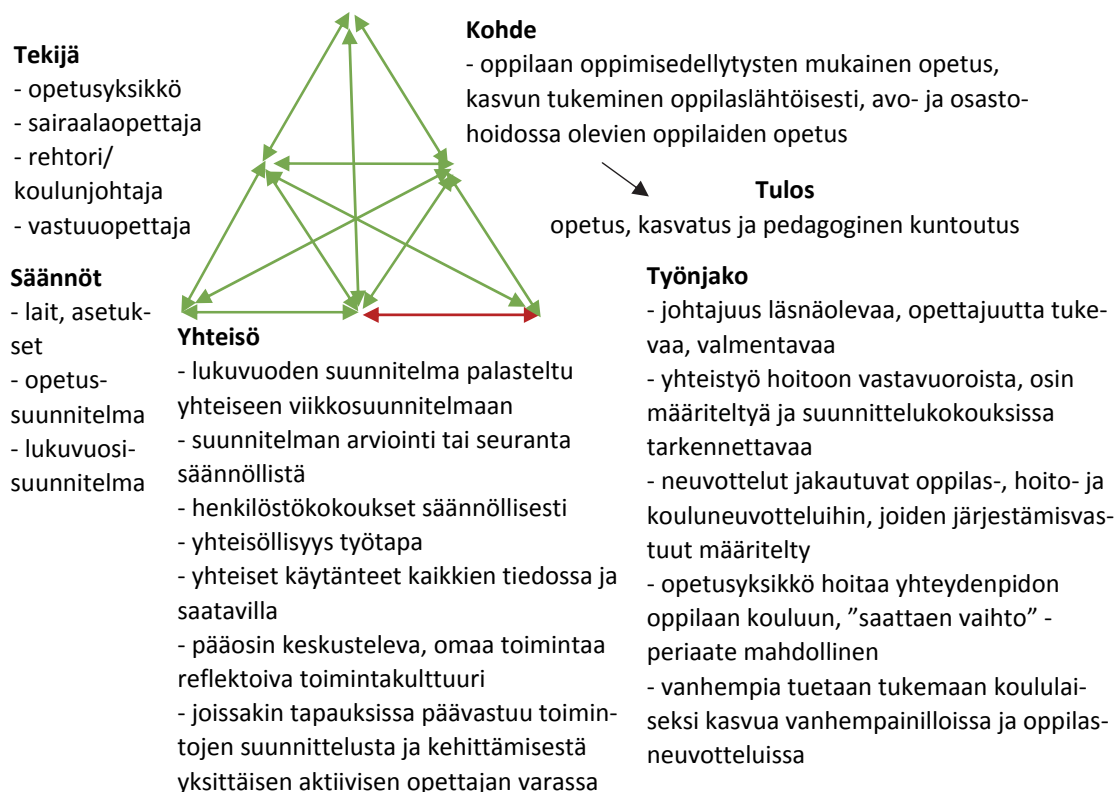 Tekijä
- opetusyksikkö
- sairaalaopettaja
- rehtori/
koulunjohtaja
- vastuuopettaja
Kohde
- oppilaan oppimisedellytysten mukainen opetus,
kasvun tukeminen oppilaslähtöisesti, avo- ja osasto-
hoidossa olevien oppilaiden opetus
Tulos
opetus, kasvatus ja pedagoginen kuntoutus
Säännöt
- lait, asetuk-
set
- opetus-
suunnitelma
- lukuvuosi-
suunnitelma
Yhteisö
- lukuvuoden suunnitelma palasteltu
yhteiseen viikkosuunnitelmaan
- suunnitelman arviointi tai seuranta
säännöllistä
- henkilöstökokoukset säännöllisesti
- yhteisöllisyys työtapa
- yhteiset käytänteet kaikkien tiedossa ja
saatavilla
- pääosin keskusteleva, omaa toimintaa
reflektoiva toimintakulttuuri
- joissakin tapauksissa päävastuu toimin-
tojen suunnittelusta ja kehittämisestä
yksittäisen aktiivisen opettajan varassa
Työnjako
- johtajuus läsnäolevaa, opettajuutta tuke-
vaa, valmentavaa
- yhteistyö hoitoon vastavuoroista, osin
määriteltyä ja suunnittelukokouksissa
tarkennettavaa
- neuvottelut jakautuvat oppilas-, hoito- ja
kouluneuvotteluihin, joiden järjestämisvas-
tuut määritelty
- opetusyksikkö hoitaa yhteydenpidon
oppilaan kouluun, ”saattaen vaihto” -
periaate mahdollinen
- vanhempia tuetaan tukemaan koululai-
seksi kasvua vanhempainilloissa ja oppilas-
neuvotteluissa